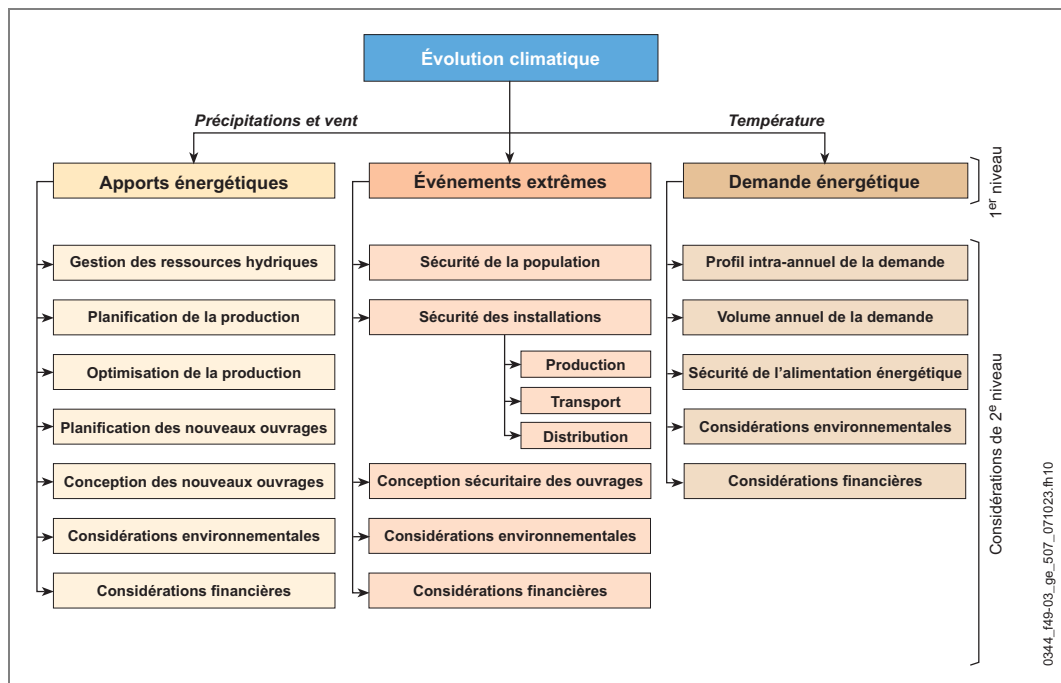 Évolution climatique
Précipitations et vent
Température
Apports énergétiques
Gestion des ressources hydriques
Planification de la production
Optimisation de la production
Planification des nouveaux ouvrages
Conception des nouveaux ouvrages
Considérations environnementales
Considérations financières
Événements extrêmes
Sécurité de la population
Sécurité des installations
Production
Transport
Distribution
Conception sécuritaire des ouvrages
Considérations environnementales
Considérations financières
Demande énergétique
Profil intra-annuel de la demande
Volume annuel de la demande
Sécurité de l’alimentation énergétique
Considérations environnementales
Considérations financières
1er niveau
Considérations de 2e niveau
0344_f49-03_ge_507_071023.fh10